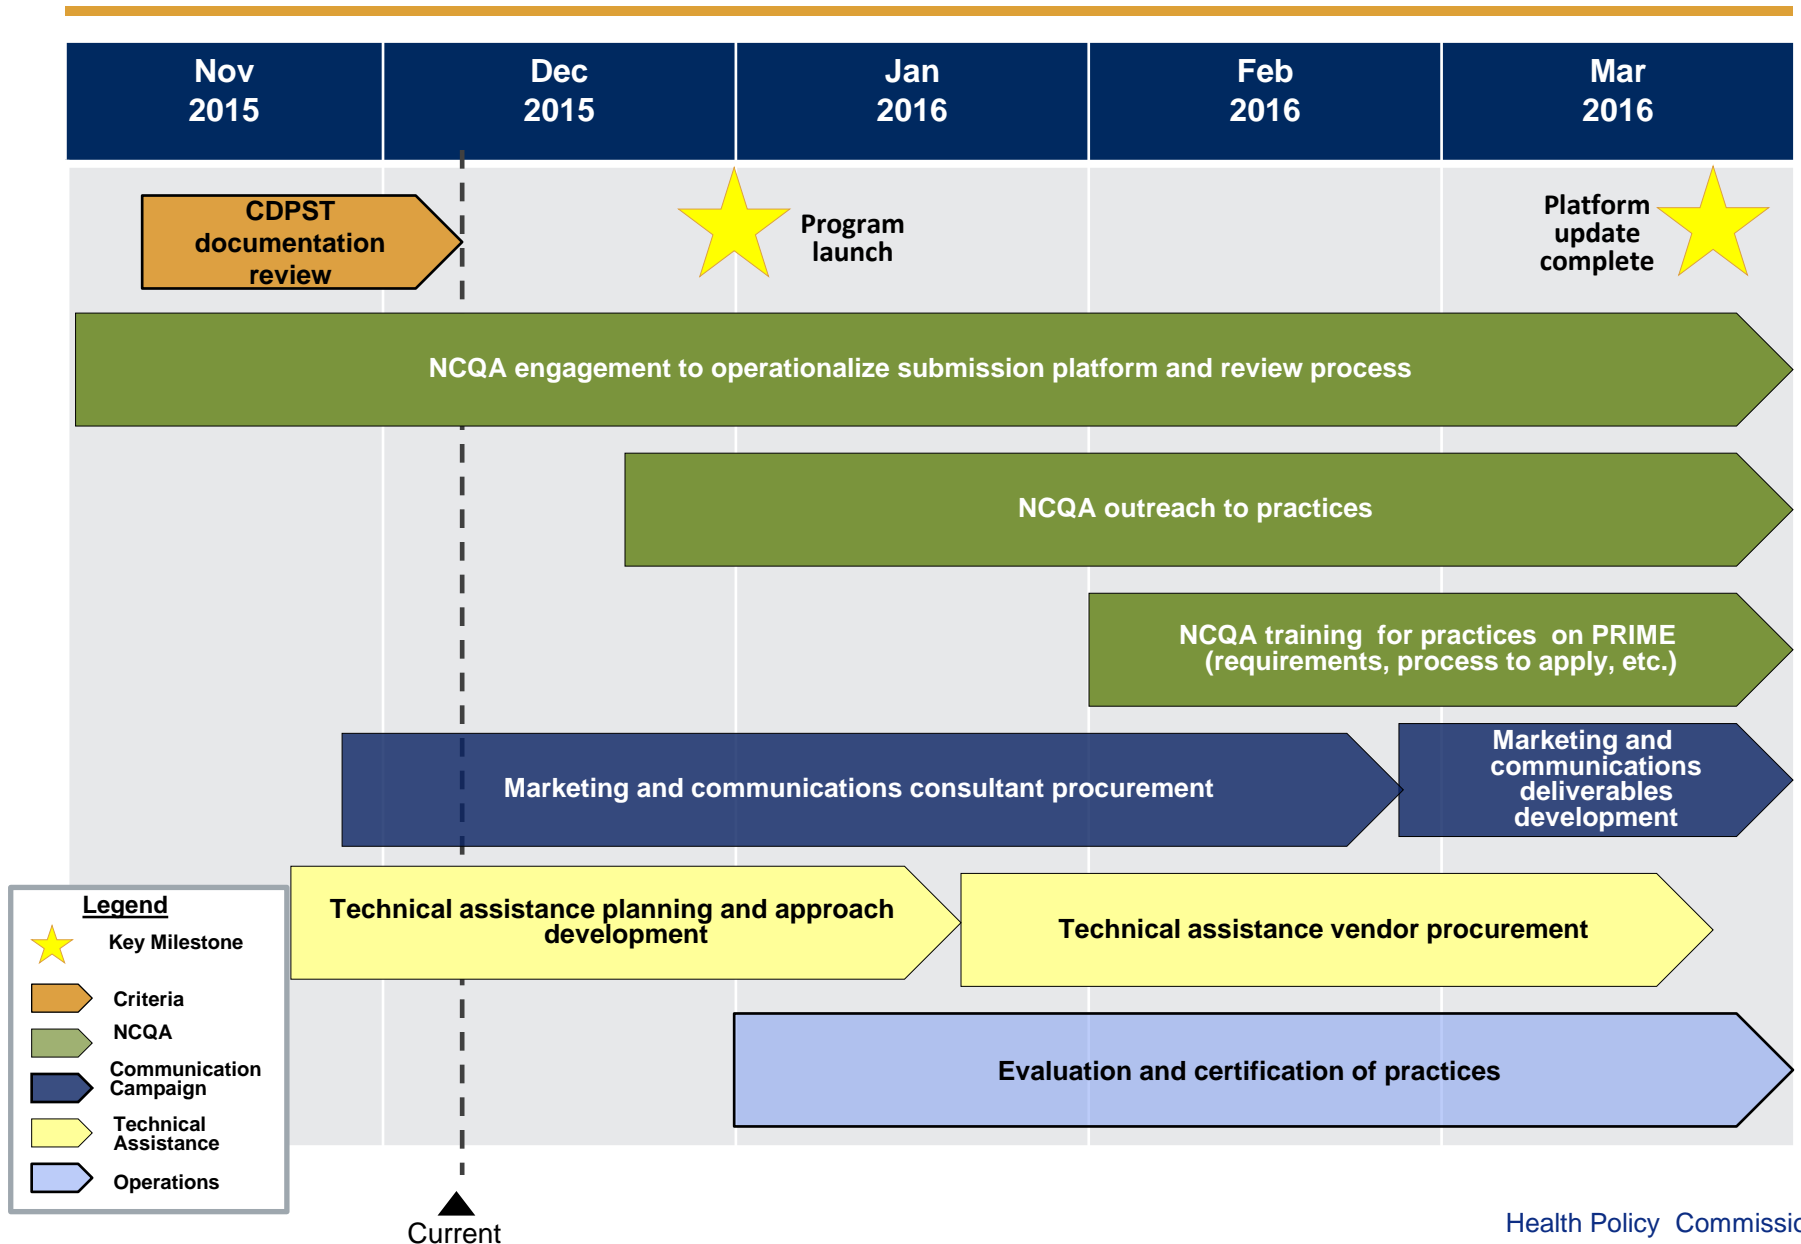 Nov
2015
Dec
2015
Jan
2016
Feb
2016
Mar
2016
CDPST
documentation
review
Program
launch
Platform
update
complete
NCQA engagement to operationalize submission platform and review process
NCQA outreach to practices
NCQA training for practices on PRIME
(requirements, process to apply, etc.)
Marketing and communications consultant procurement
Marketing and
communications
deliverables
development
Technical assistance planning and approach
development
Technical assistance vendor procurement
Evaluation and certification of practices
Legend
Key Milestone
Criteria
NCQA
Communication
Campaign
Technical
Assistance
Operations
Current
Health Policy Commissio